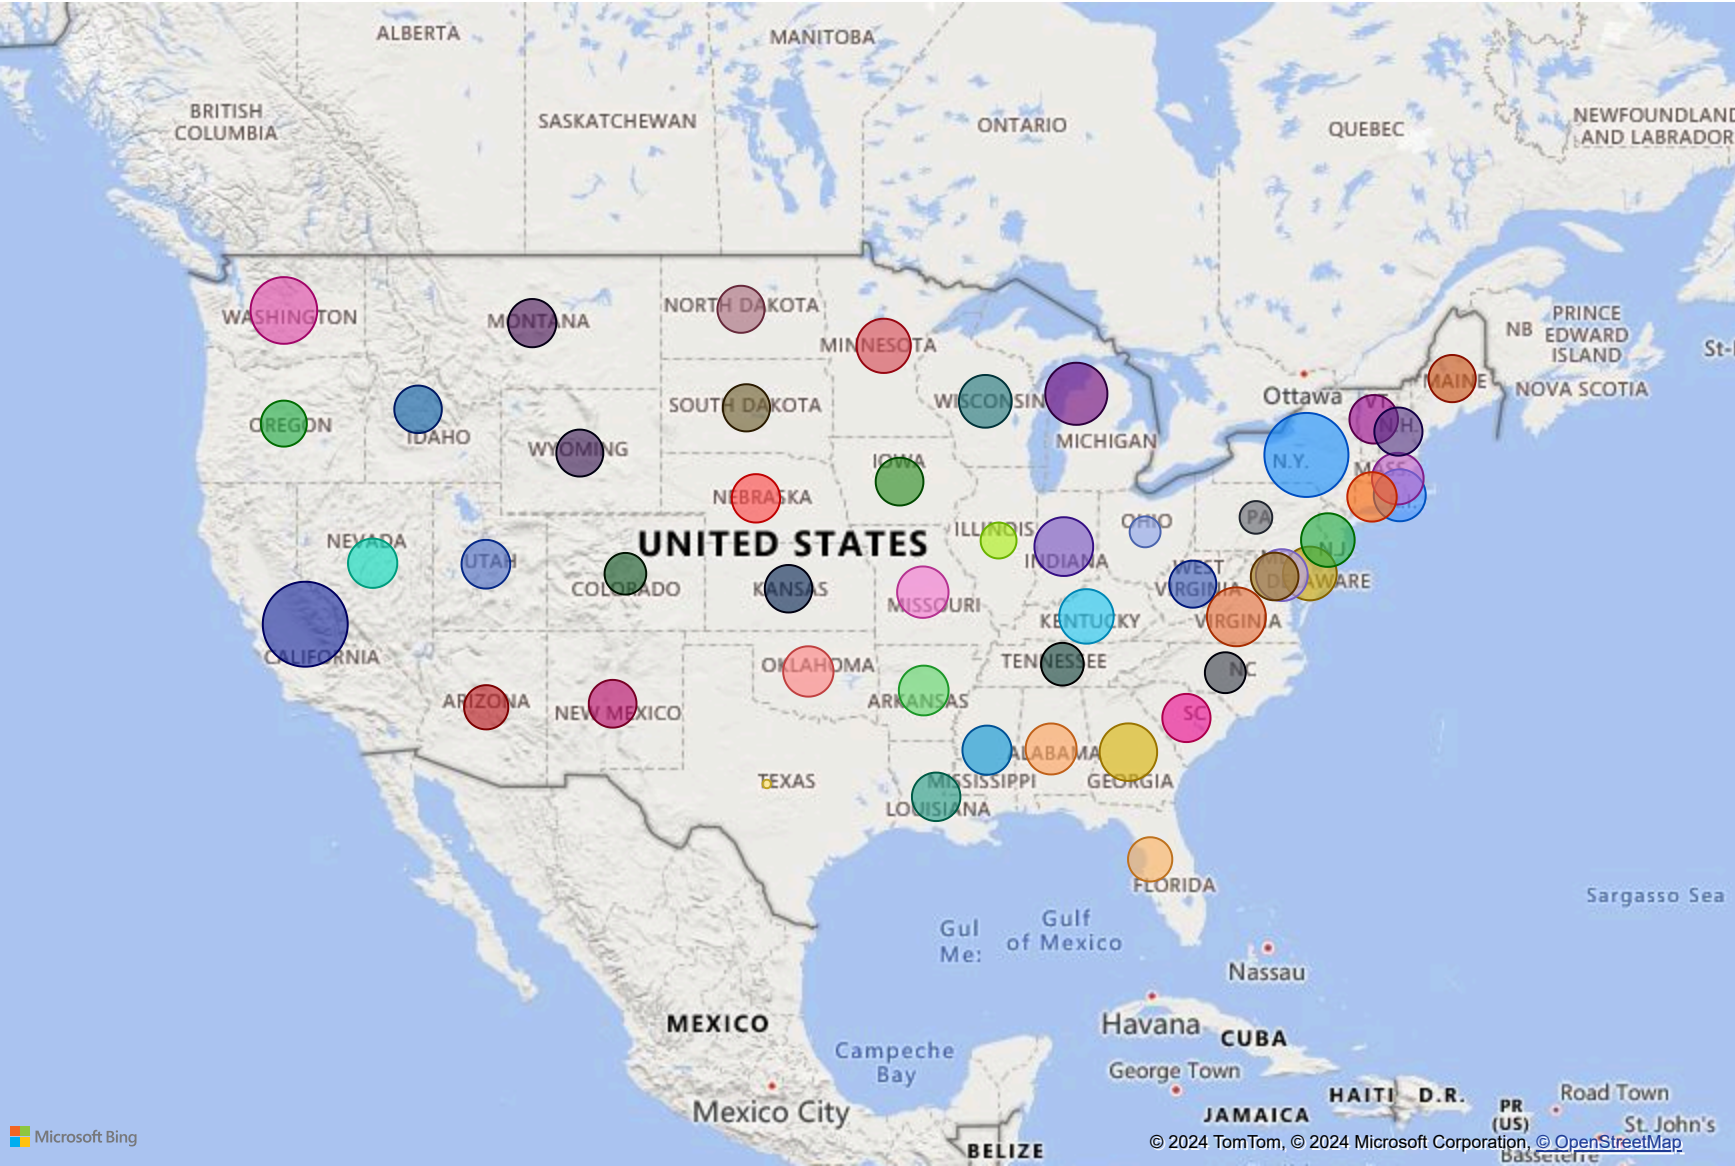 ALBERTA
MANITOBA
BRITISH
COLUMBIA
SASKATCHEWAN
ONTARIO
QUEBEC
NEWFOUNDLAND
AND LABRADOR
WASHINGTON
MONTANA
NORTH DAKOTA
MINNESOTA
NB
PRINCE
EDWARD
ISLAND
St-
Ottawa
MAINE
NOVA SCOTIA
OREGON
IDAHO
SOUTH DAKOTA
WISCONSIN
MICHIGAN
VT.
N.H.
WYOMING
IOWA
N.Y.
MASS.
NEBRASKA
NEVADA
UNITED STATES
ILLINOIS
OHIO
PA
UTAH
INDIANA
NJ
COLORADO
KANSAS
MISSOURI
WEST
VIRGINIA
DELAWARE
KENTUCKY
VIRGINIA
CALIFORNIA
OKLAHOMA
TENNESSEE
NC
ARIZONA
NEW MEXICO
ARKANSAS
SC
TEXAS
MISSISSIPPI
ALABAMA
GEORGIA
LOUISIANA
FLORIDA
Sargasso Sea
Gul
Me:
Gulf
of Mexico
Nassau
MEXICO
Havana
CUBA
Campeche
Bay
George Town
HAITI
D.R.
Road Town
Mexico City
JAMAICA
PR
(US)
St. John's
BELIZE
Basseterre
Microsoft Bing
© 2024 TomTom, © 2024 Microsoft Corporation, © OpenStreetMap